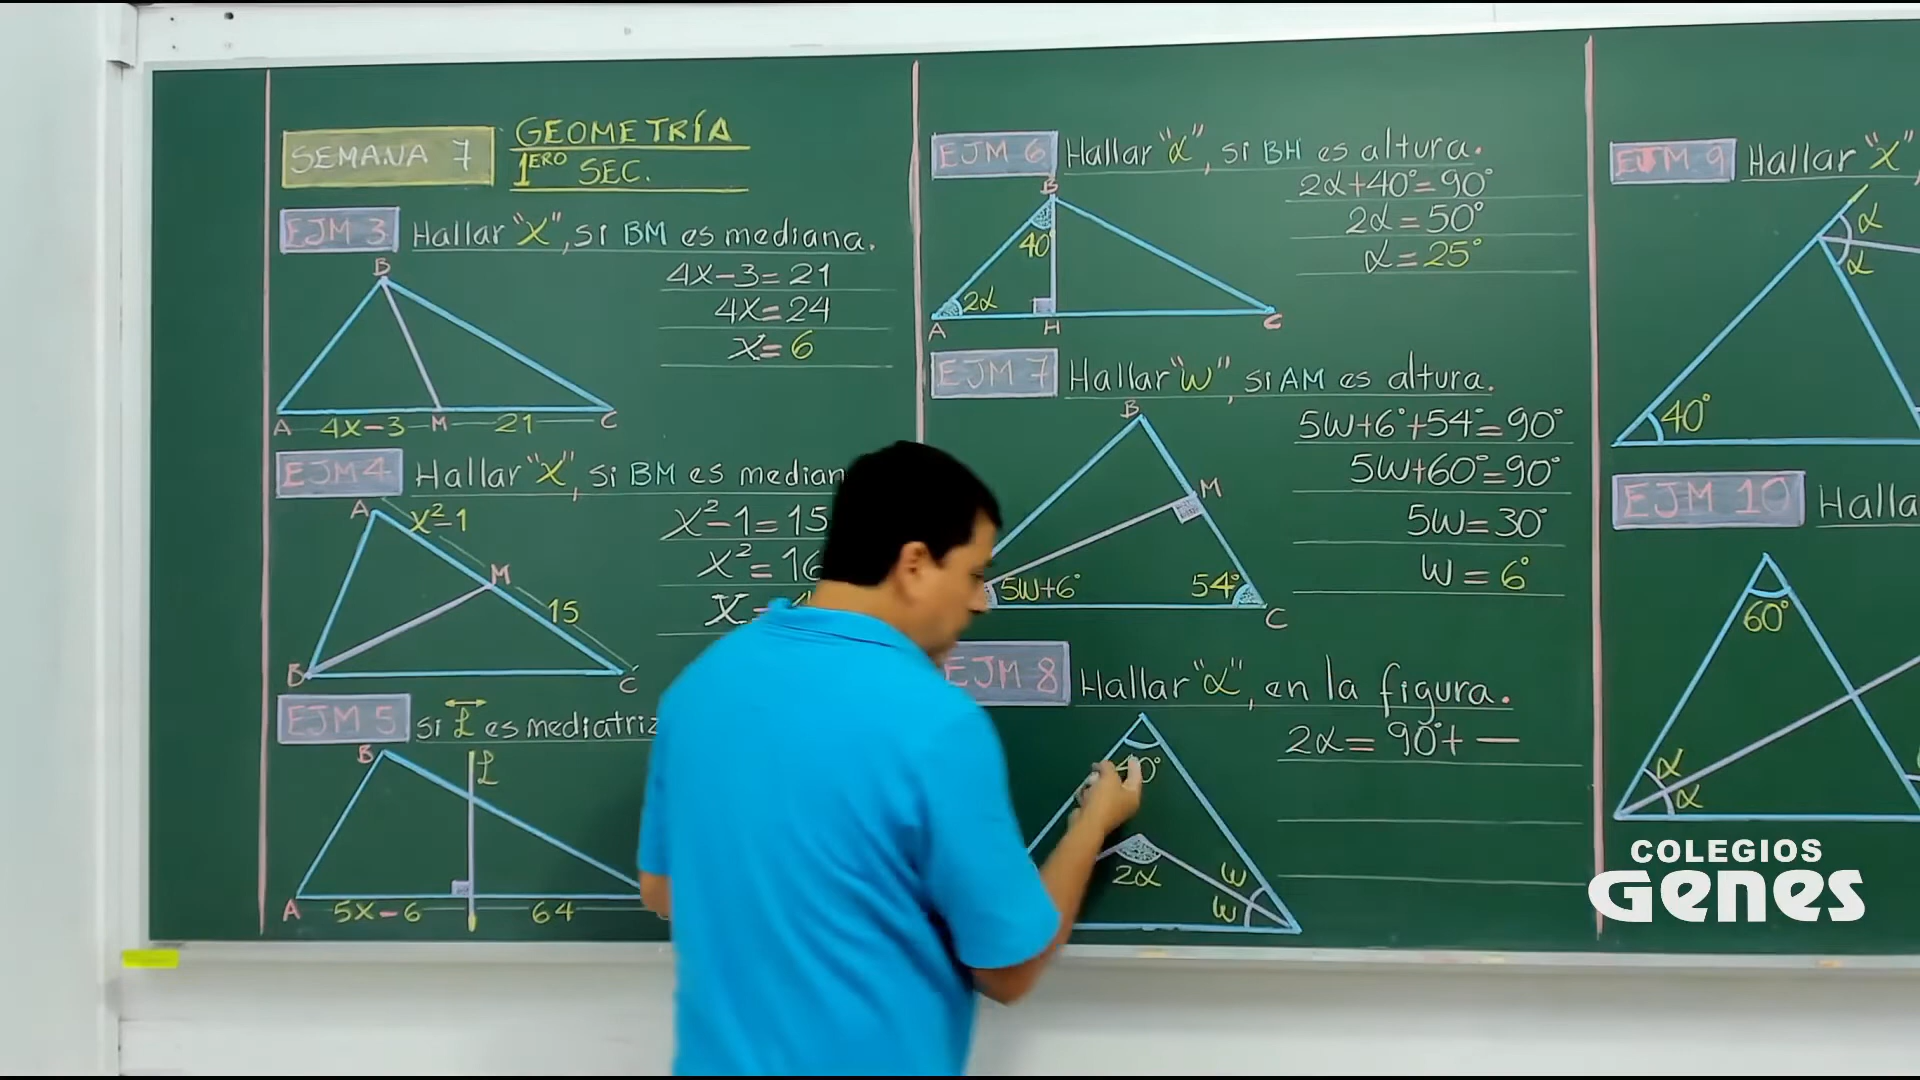 SEMANA 7
GEOMETRÍA
1ERO SEC.
EJM 3 Hallar "X", si BM es mediana.
4X-3=21
4X=24
X=6
B
A 4X-3 M 21 C
EJM 4 Hallar "X", si BM es median
X²-1=15
X²=16
X=
A X²-1
M
15
B C
EJM 5 si L es mediatriz
B L
A 5X-6 64
EJM 6 Hallar "α", si BH es altura.
2α+40°=90°
2α=50°
α=25°
B
40°
2α
A H C
EJM 7 Hallar "W", si AM es altura.
5W+6°+54°=90°
5W+60°=90°
5W=30°
W=6°
B
M
5W+6° 54°
C
EJM 8 Hallar "α", en la figura.
2α=90°+ —
40°
2α
W
W
EJM 9 Hallar "X",
α
α
40°
EJM 10 Halla
60°
α
α
COLEGIOS
GENES